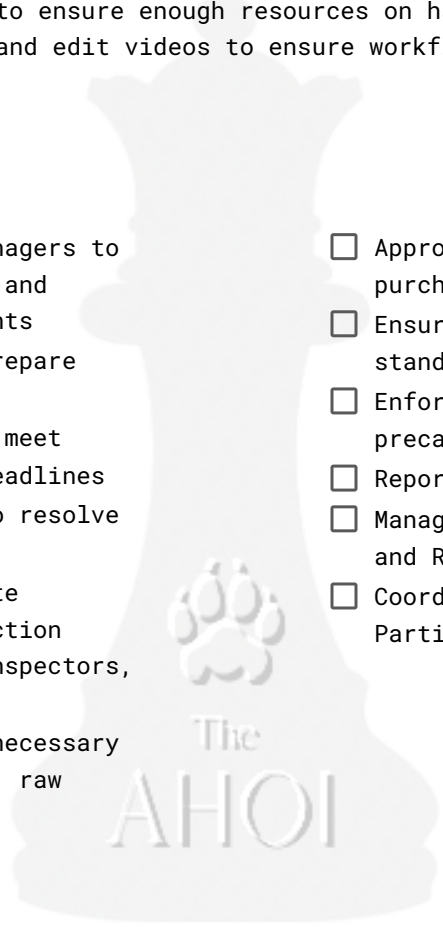 to ensure enough resources on h
and edit videos to ensure workf
nagers to
and
nts
repare
meet
eadlines
o resolve
te
ction
nspectors,
necessary
raw
Appro
purch
Ensur
stand
Enfor
preca
Repor
Manag
and R
Coord
Parti
The
AHOI